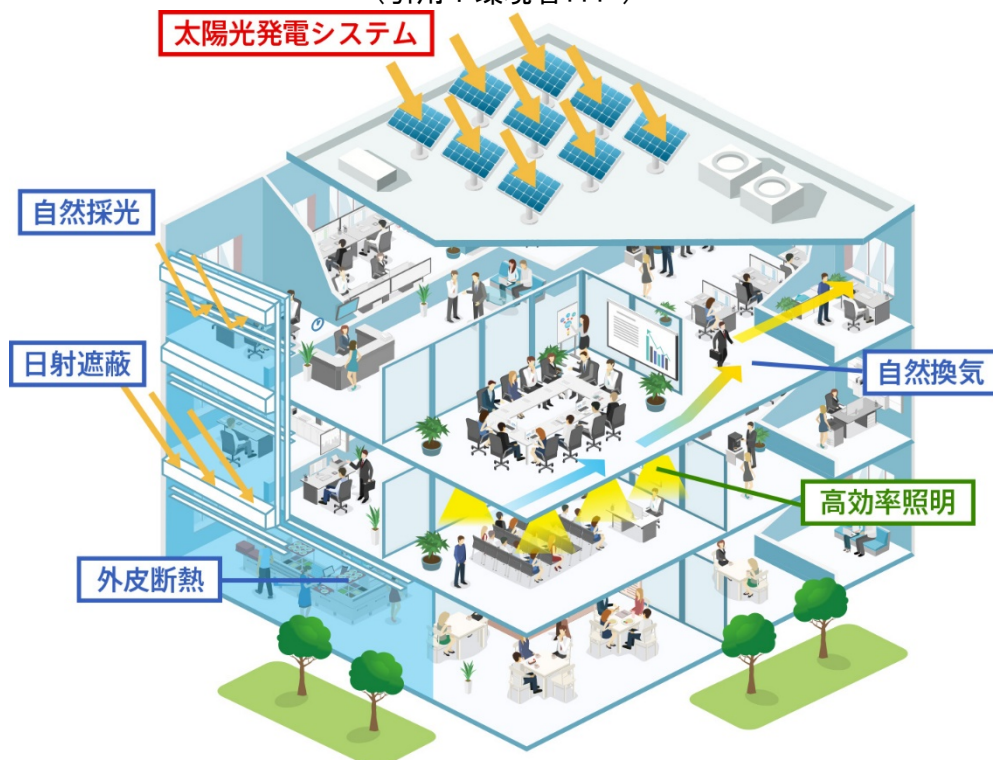 太陽光発電システム
自然採光
日射遮蔽
自然換気
高効率照明
外皮断熱